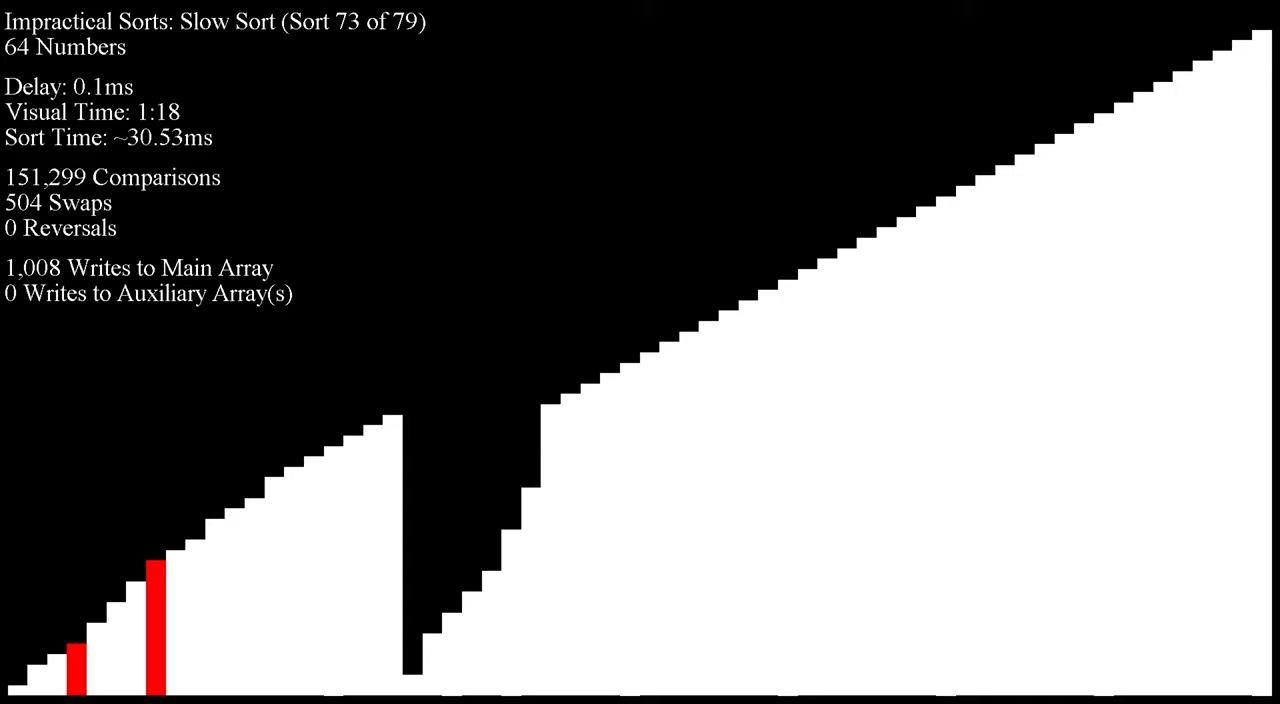 Impractical Sorts: Slow Sort (Sort 73 of 79)
64 Numbers
Delay: 0.1ms
Visual Time: 1:18
Sort Time: ~30.53ms
151,299 Comparisons
504 Swaps
0 Reversals
1,008 Writes to Main Array
0 Writes to Auxiliary Array(s)